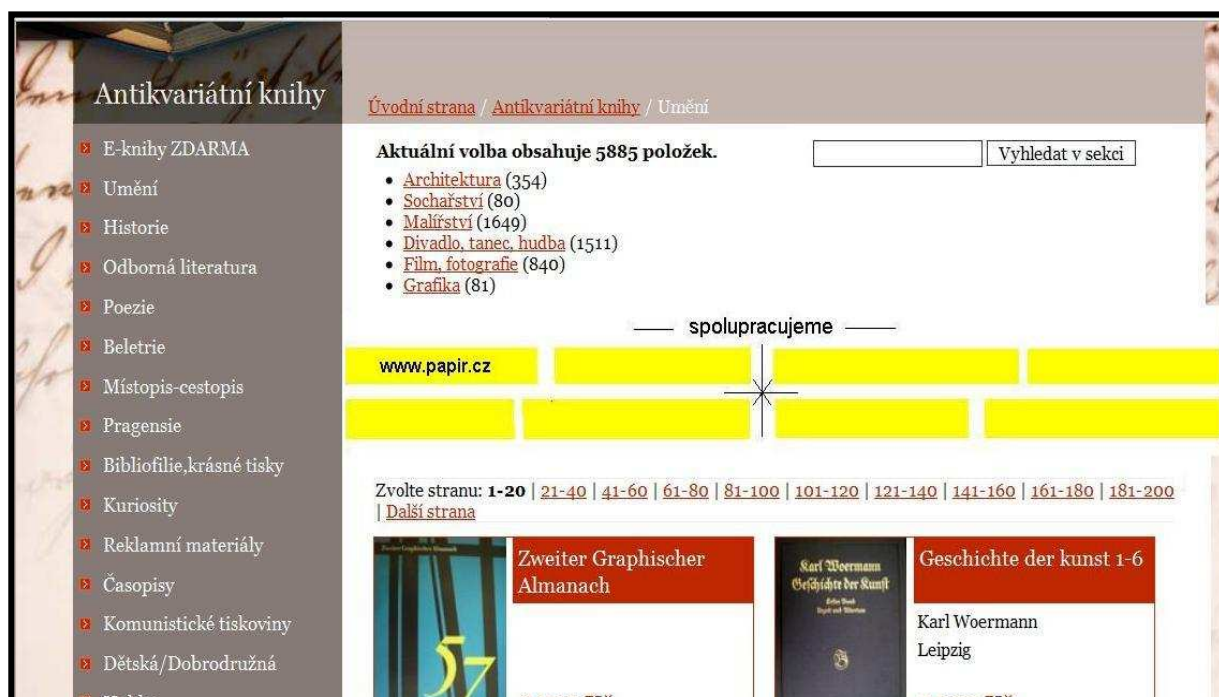 Antikvariátní knihy
E-knihy ZDARMA
Umění
Historie
Odborná literatura
Poezie
Beletrie
Místopis-cestopis
Pragensie
Bibliofilie,krásné tisky
Kuriosity
Reklamní materiály
Časopisy
Komunistické tiskoviny
Dětská/Dobrodružná
Úvodní strana / Antikvariátní knihy / Umění
Aktuální volba obsahuje 5885 položek.
Vyhledat v sekci
Architektura (354)
Sochařství (80)
Malířství (1649)
Divadlo, tanec, hudba (1511)
Film, fotografie (840)
Grafika (81)
spolupracujeme
www.papir.cz
Zvolte stranu: 1-20 | 21-40 | 41-60 | 61-80 | 81-100 | 101-120 | 121-140 | 141-160 | 161-180 | 181-200
| Další strana
57
Zweiter Graphischer
Almanach
Karl Woermann
Geschichte der Kunst
Geschichte der kunst 1-6
Karl Woermann
Leipzig